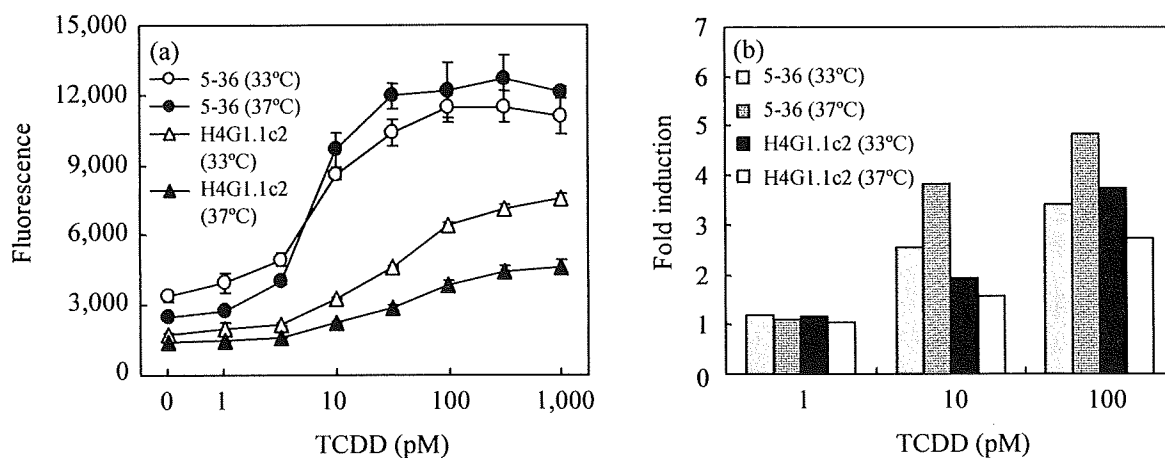 15,000
12,000
9,000
6,000
3,000
0
Fluorescence
(a)
5-36 (33ºC)
5-36 (37ºC)
H4G1.1c2
(33ºC)
H4G1.1c2
(37ºC)
0 1 10 100 1,000
TCDD (pM)
7
6
5
4
3
2
1
0
Fold induction
(b)
5-36 (33ºC)
5-36 (37ºC)
H4G1.1c2 (33ºC)
H4G1.1c2 (37ºC)
1 10 100
TCDD (pM)